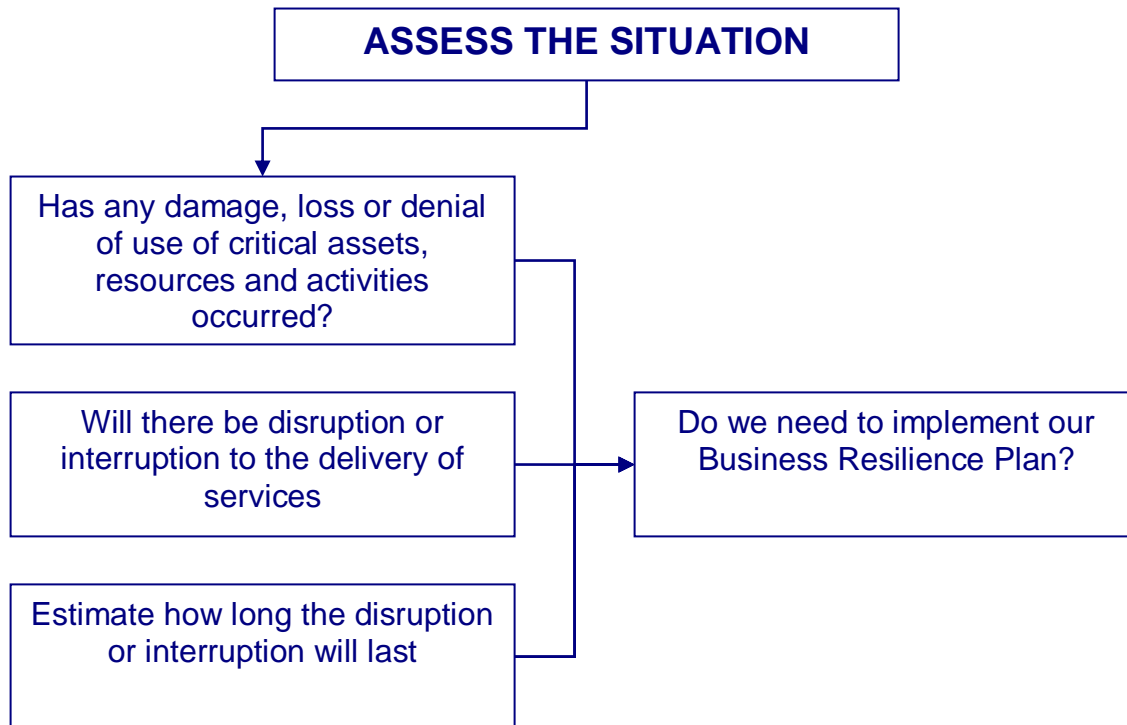 ASSESS THE SITUATION
Has any damage, loss or denial
of use of critical assets,
resources and activities
occurred?
Will there be disruption or
interruption to the delivery of
services
Do we need to implement our
Business Resilience Plan?
Estimate how long the disruption
or interruption will last